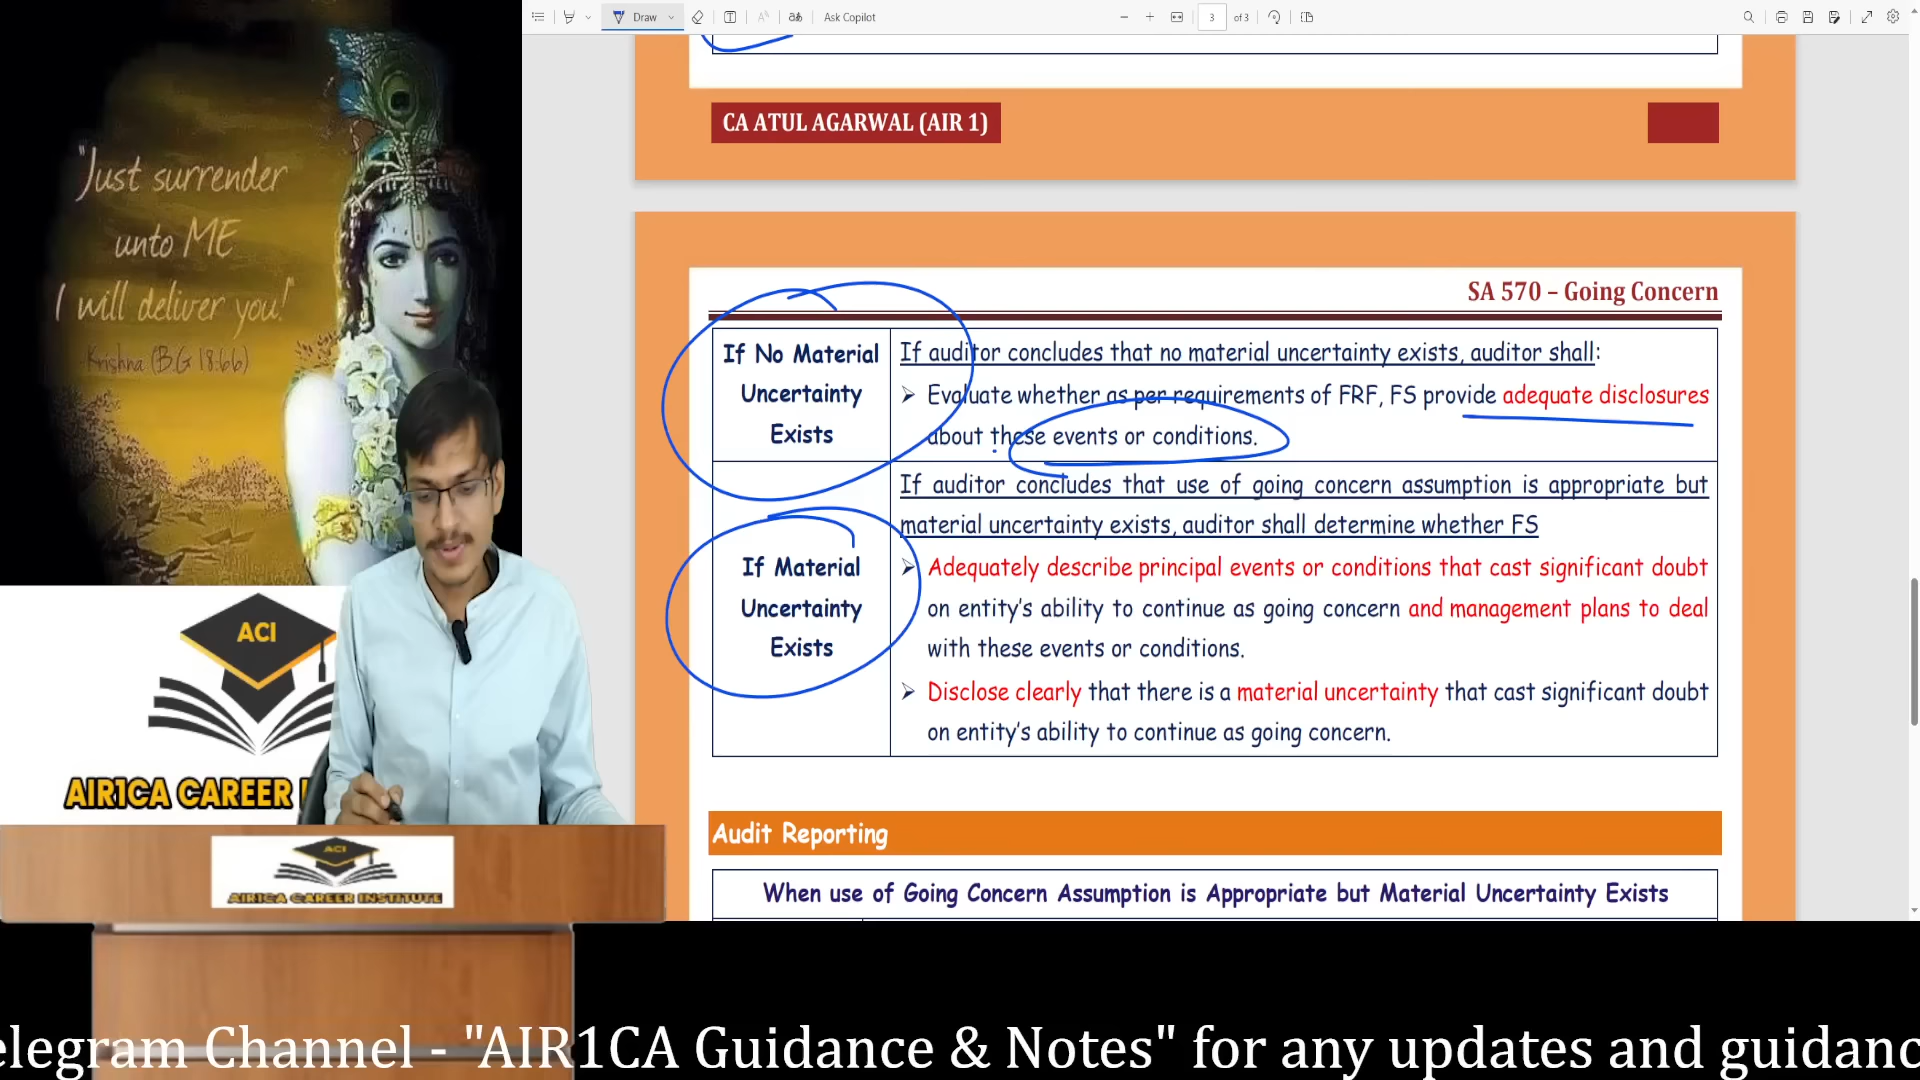 Draw
Ask Copilot
3
of 3
"Just surrender
unto ME
I will deliver you!"
- Krishna (B.G 18:66)
CA ATUL AGARWAL (AIR 1)
SA 570 – Going Concern
If No Material
Uncertainty
Exists
If auditor concludes that no material uncertainty exists, auditor shall:
➢ Evaluate whether as per requirements of FRF, FS provide adequate disclosures
about these events or conditions.
If Material
Uncertainty
Exists
If auditor concludes that use of going concern assumption is appropriate but
material uncertainty exists, auditor shall determine whether FS
➢ Adequately describe principal events or conditions that cast significant doubt
on entity's ability to continue as going concern and management plans to deal
with these events or conditions.
➢ Disclose clearly that there is a material uncertainty that cast significant doubt
on entity's ability to continue as going concern.
Audit Reporting
When use of Going Concern Assumption is Appropriate but Material Uncertainty Exists
ACI
AIR1CA CAREER I
ACI
AIR1CA CAREER INSTITUTE
elegram Channel - "AIR1CA Guidance & Notes" for any updates and guidanc